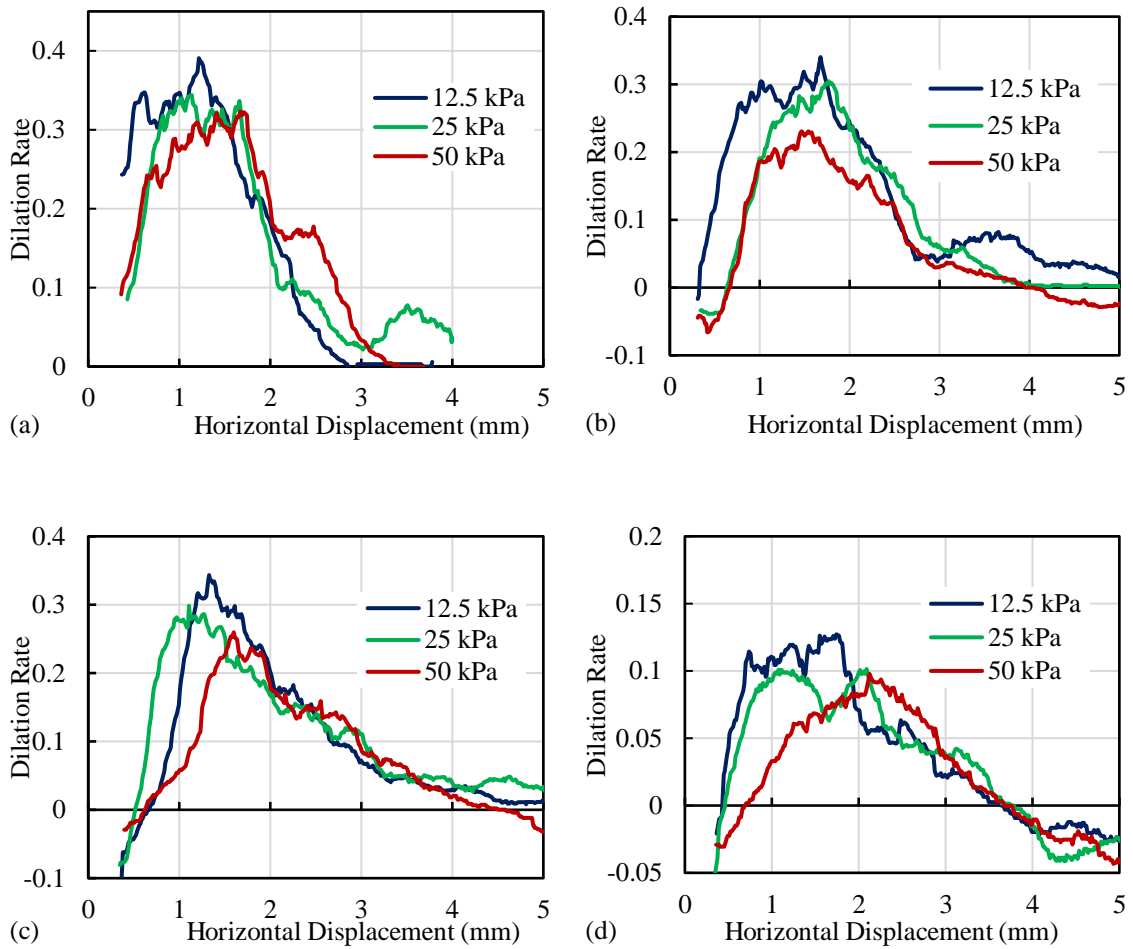 0.4
0.3
0.2
0.1
0
Dilation Rate
12.5 kPa
25 kPa
50 kPa
0 1 2 3 4 5
Horizontal Displacement (mm)
(a)
0.4
0.3
0.2
0.1
0
-0.1
Dilation Rate
12.5 kPa
25 kPa
50 kPa
0 1 2 3 4 5
Horizontal Displacement (mm)
(b)
0.4
0.3
0.2
0.1
0
-0.1
Dilation Rate
12.5 kPa
25 kPa
50 kPa
0 1 2 3 4 5
Horizontal Displacement (mm)
(c)
0.2
0.15
0.1
0.05
0
-0.05
Dilation Rate
12.5 kPa
25 kPa
50 kPa
0 1 2 3 4 5
Horizontal Displacement (mm)
(d)